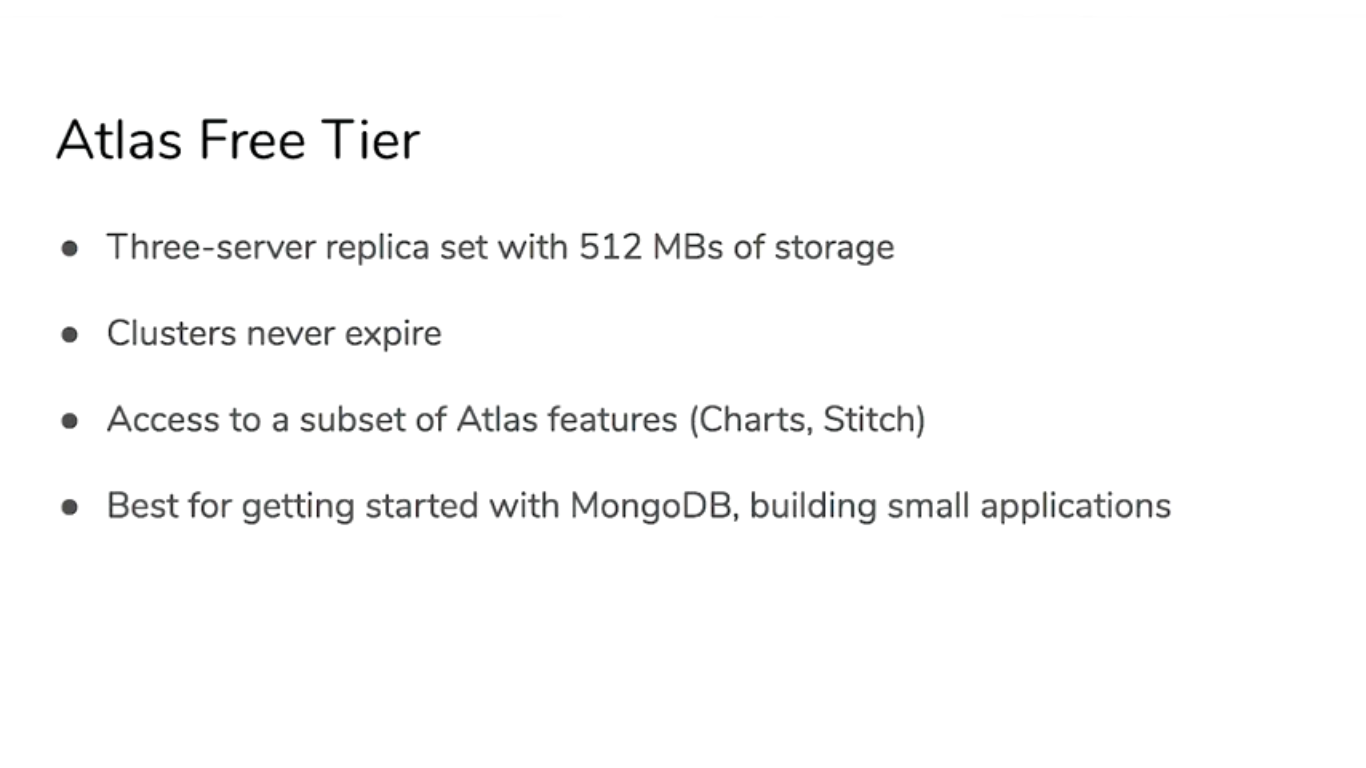 Atlas Free Tier
● Three-server replica set with 512 MBs of storage
● Clusters never expire
● Access to a subset of Atlas features (Charts, Stitch)
● Best for getting started with MongoDB, building small applications